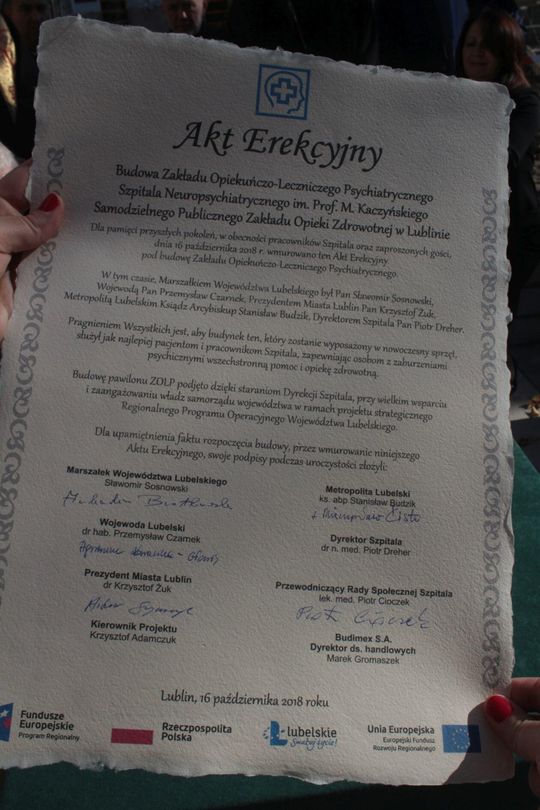 Akt Erekcyjny
Budowa Zakładu Opiekuńczo-Leczniczego Psychiatrycznego
Szpitala Neuropsychiatrycznego im. Prof. M. Kaczyńskiego
Samodzielnego Publicznego Zakładu Opieki Zdrowotnej w Lublinie
Dla pamięci przyszłych pokoleń, w obecności pracowników Szpitala oraz zaproszonych gości,
dnia 16 października 2018 r. wmurowano ten Akt Erekcyjny
pod budowę Zakładu Opiekuńczo-Leczniczego Psychiatrycznego.
W tym czasie, Marszałkiem Województwa Lubelskiego był Pan Sławomir Sosnowski,
Wojewodą Pan Przemysław Czarnek, Prezydentem Miasta Lublin Pan Krzysztof Żuk,
Metropolitą Lubelskim Ksiądz Arcybiskup Stanisław Budzik, Dyrektorem Szpitala Pan Piotr Dreher.
Pragnieniem Wszystkich jest, aby budynek ten, który zostanie wyposażony w nowoczesny sprzęt,
służył jak najlepiej pacjentom i pracownikom Szpitala, zapewniając osobom z zaburzeniami
psychicznymi wszechstronną pomoc i opiekę zdrowotną.
Budowę pawilonu ZOLP podjęto dzięki staraniom Dyrekcji Szpitala, przy wielkim wsparciu
i zaangażowaniu władz samorządu województwa w ramach projektu strategicznego
Regionalnego Programu Operacyjnego Województwa Lubelskiego.
Dla upamiętnienia faktu rozpoczęcia budowy, przez wmurowanie niniejszego
Aktu Erekcyjnego, swoje podpisy podczas uroczystości złożyli:
Marszałek Województwa Lubelskiego
Sławomir Sosnowski
Metropolita Lubelski
ks. abp Stanisław Budzik
Wojewoda Lubelski
dr hab. Przemysław Czarnek
Dyrektor Szpitala
dr n. med. Piotr Dreher
Prezydent Miasta Lublin
dr Krzysztof Żuk
Przewodniczący Rady Społecznej Szpitala
lek. med. Piotr Cioczek
Piotr Cioczek
Kierownik Projektu
Krzysztof Adamczuk
Budimex S.A.
Dyrektor ds. handlowych
Marek Gromaszek
Lublin, 16 października 2018 roku
Fundusze
Europejskie
Program Regionalny
Rzeczpospolita
Polska
lubelskie
Smakuj życie!
Unia Europejska
Europejski Fundusz
Rozwoju Regionalnego